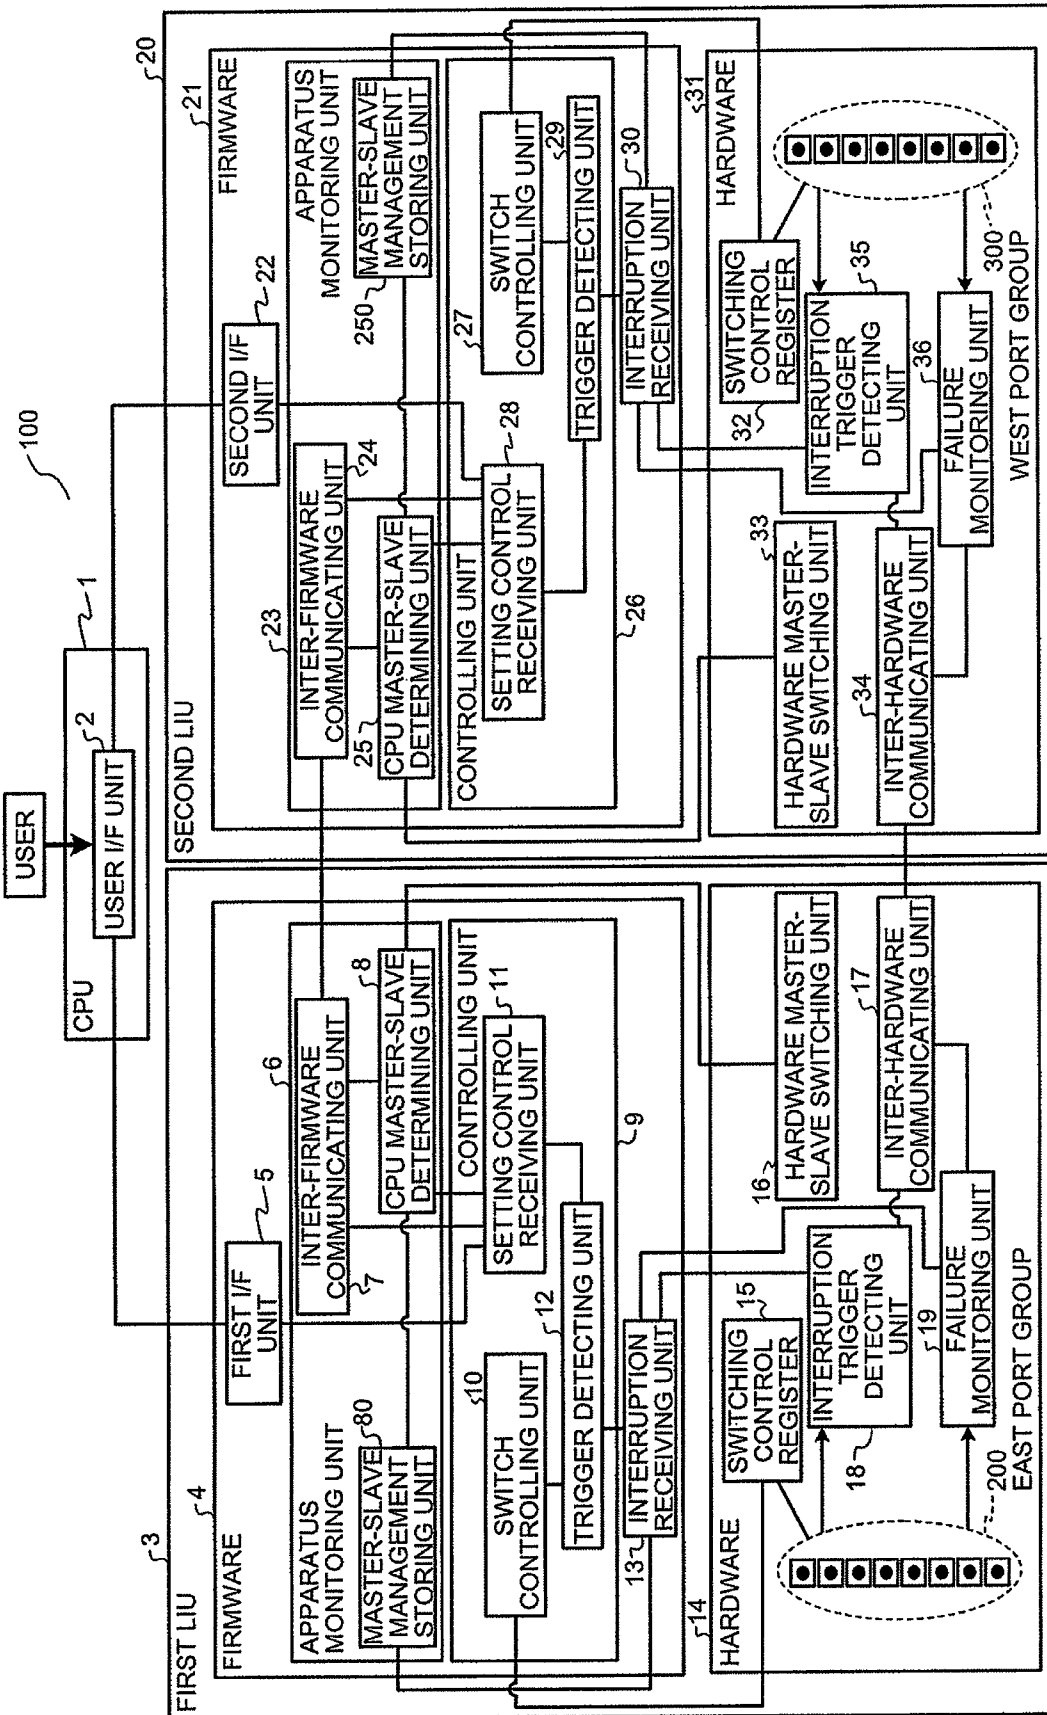 100
USER
CPU
1
USER I/F UNIT
2
FIRST LIU
3
FIRMWARE
4
FIRST I/F
UNIT
5
APPARATUS
MONITORING UNIT
6
INTER-FIRMWARE
COMMUNICATING UNIT
7
MASTER-SLAVE
MANAGEMENT
STORING UNIT
80
CPU MASTER-SLAVE
DETERMINING UNIT
8
CONTROLLING UNIT
9
SWITCH
CONTROLLING UNIT
10
SETTING CONTROL
RECEIVING UNIT
11
TRIGGER DETECTING UNIT
12
INTERRUPTION
RECEIVING UNIT
13
HARDWARE
14
SWITCHING
CONTROL
REGISTER
15
HARDWARE MASTER-
SLAVE SWITCHING UNIT
16
INTERRUPTION
TRIGGER
DETECTING
UNIT
18
INTER-HARDWARE
COMMUNICATING UNIT
17
FAILURE
MONITORING UNIT
19
200
EAST PORT GROUP
SECOND LIU
20
FIRMWARE
21
SECOND I/F
UNIT
22
APPARATUS
MONITORING UNIT
23
INTER-FIRMWARE
COMMUNICATING UNIT
24
MASTER-SLAVE
MANAGEMENT
STORING UNIT
250
CPU MASTER-SLAVE
DETERMINING UNIT
25
CONTROLLING UNIT
26
SWITCH
CONTROLLING UNIT
27
SETTING CONTROL
RECEIVING UNIT
28
TRIGGER DETECTING UNIT
29
INTERRUPTION
RECEIVING UNIT
30
HARDWARE
31
SWITCHING
CONTROL
REGISTER
32
HARDWARE MASTER-
SLAVE SWITCHING UNIT
33
INTERRUPTION
TRIGGER
DETECTING
UNIT
35
INTER-HARDWARE
COMMUNICATING UNIT
34
FAILURE
MONITORING UNIT
36
300
WEST PORT GROUP